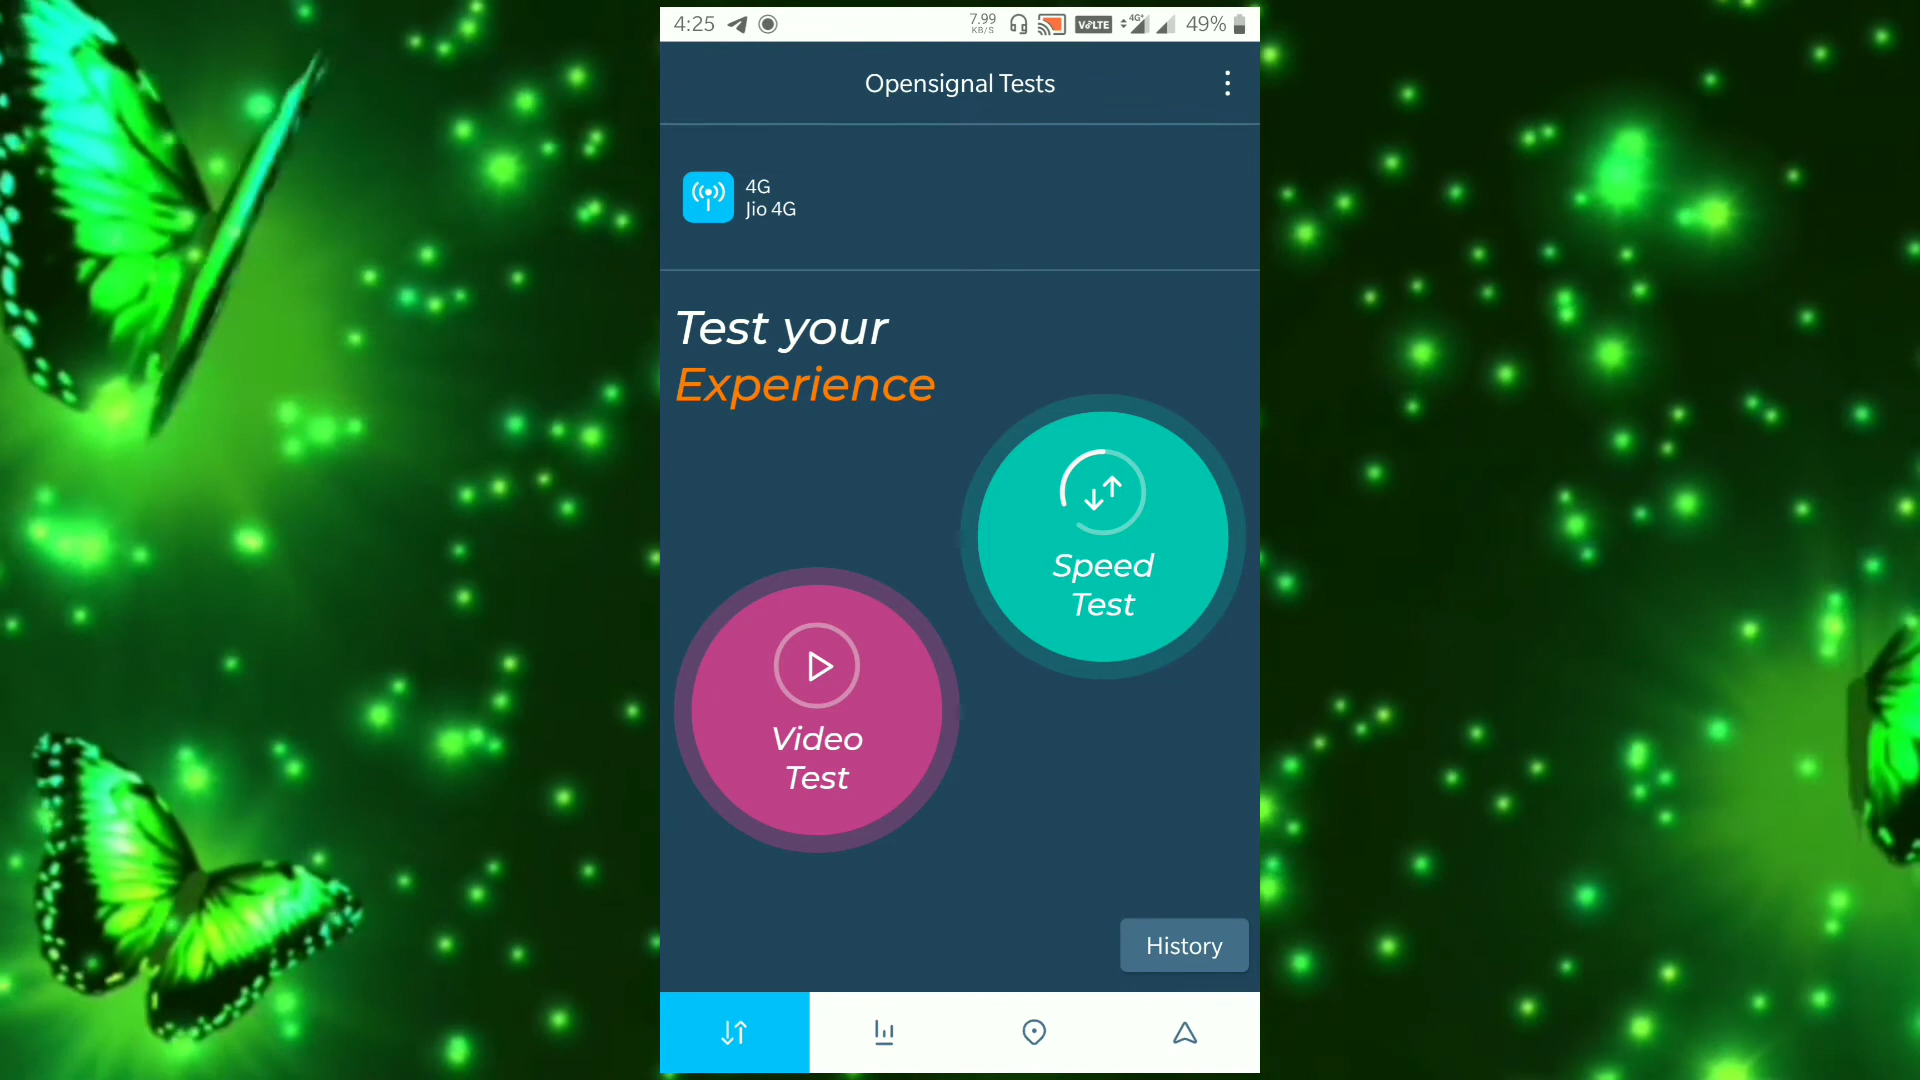 4:25
7.99
KB/S
VoLTE
4G+
49%
Opensignal Tests
4G
Jio 4G
Test your
Experience
Speed
Test
Video
Test
History